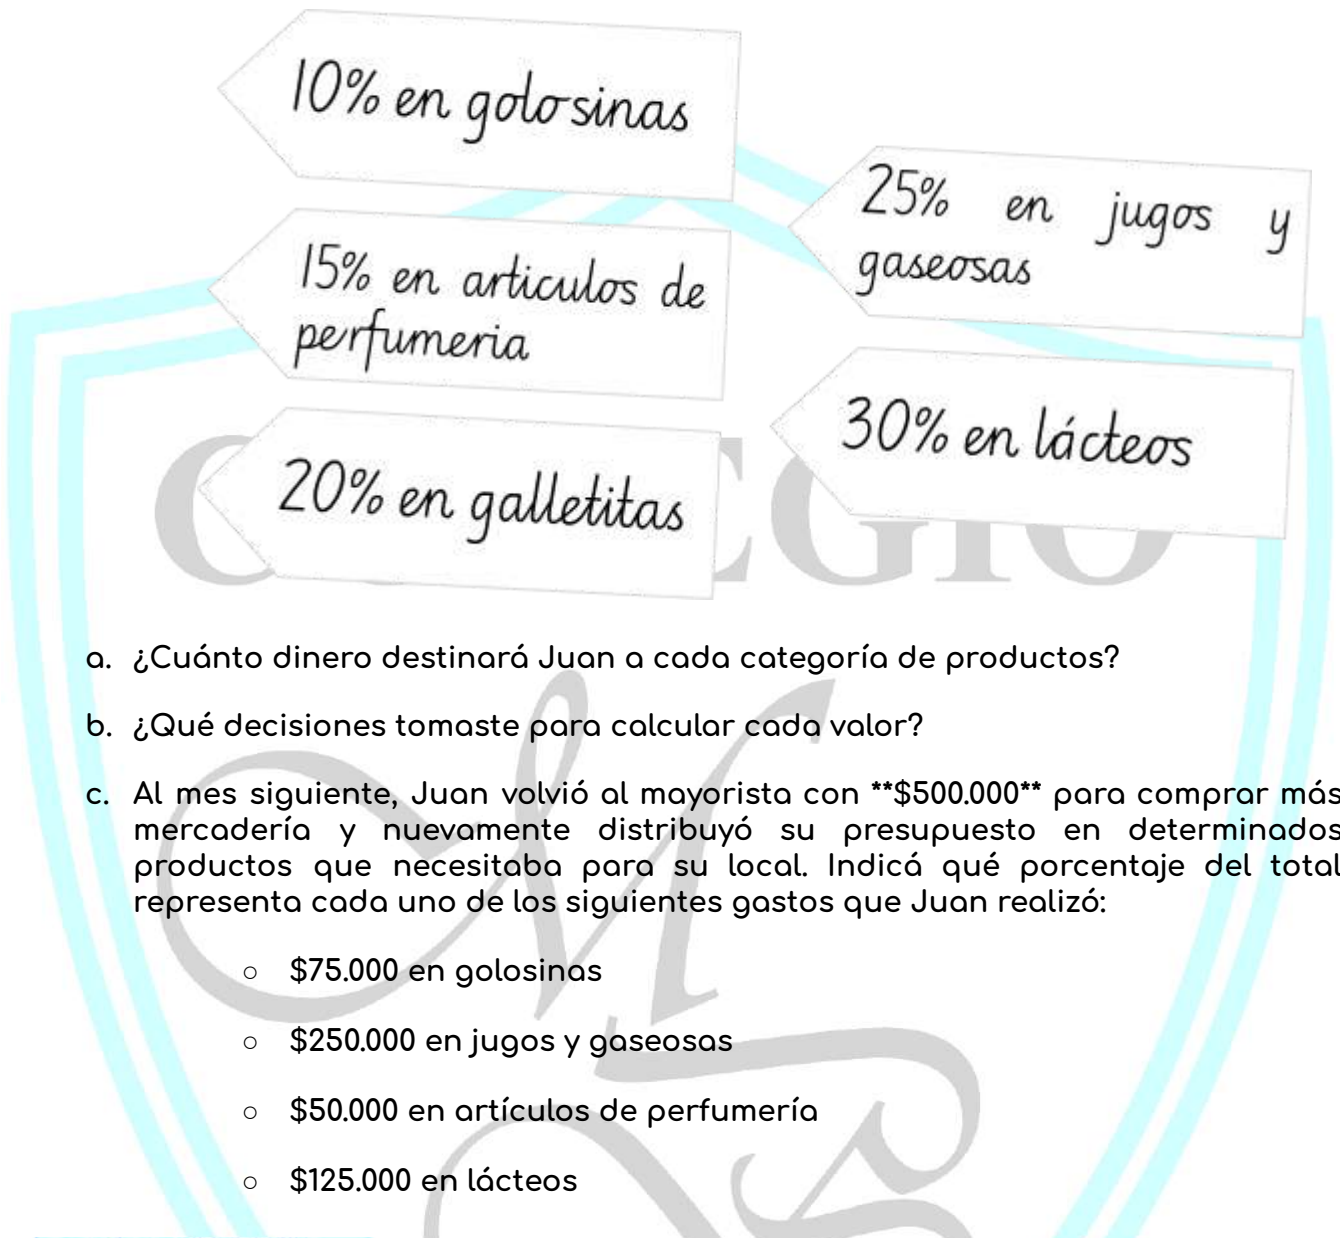 10% en golosinas
25% en jugos y
gaseosas
15% en articulos de
perfumeria
30% en lácteos
20% en galletitas
a. ¿Cuánto dinero destinará Juan a cada categoría de productos?
b. ¿Qué decisiones tomaste para calcular cada valor?
c. Al mes siguiente, Juan volvió al mayorista con **$500.000** para comprar más
mercadería y nuevamente distribuyó su presupuesto en determinados
productos que necesitaba para su local. Indicá qué porcentaje del total
representa cada uno de los siguientes gastos que Juan realizó:
○ $75.000 en golosinas
○ $250.000 en jugos y gaseosas
○ $50.000 en artículos de perfumería
○ $125.000 en lácteos